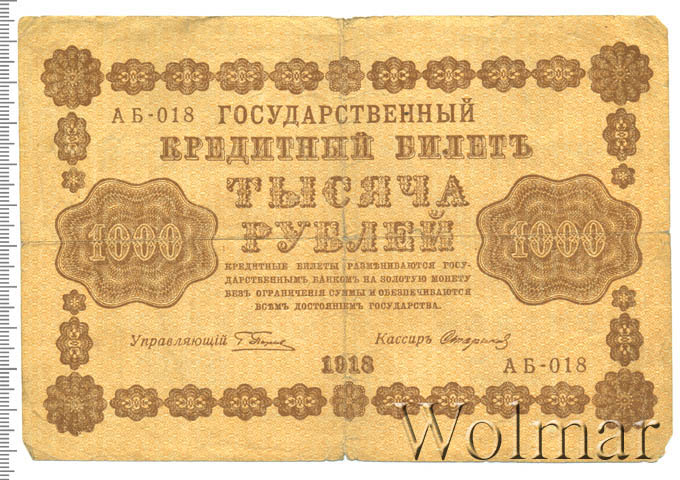 АБ-018 ГОСУДАРСТВЕННЫЙ
КРЕДИТНЫЙ БИЛЕТЪ
ТЫСЯЧА
РУБЛЕЙ
1000 1000
КРЕДИТНЫЕ БИЛЕТЫ РАЗМѢНИВАЮТСЯ ГОСУ-
ДАРСТВЕННЫМЪ БАНКОМЪ НА ЗОЛОТУЮ МОНЕТУ
БЕЗЪ ОГРАНИЧЕНІЯ СУММЫ И ОБЕЗПЕЧИВАЮТСЯ
ВСѢМЪ ДОСТОЯНІЕМЪ ГОСУДАРСТВА.
Управляющій Кассиръ
1918 АБ-018
Wolmar